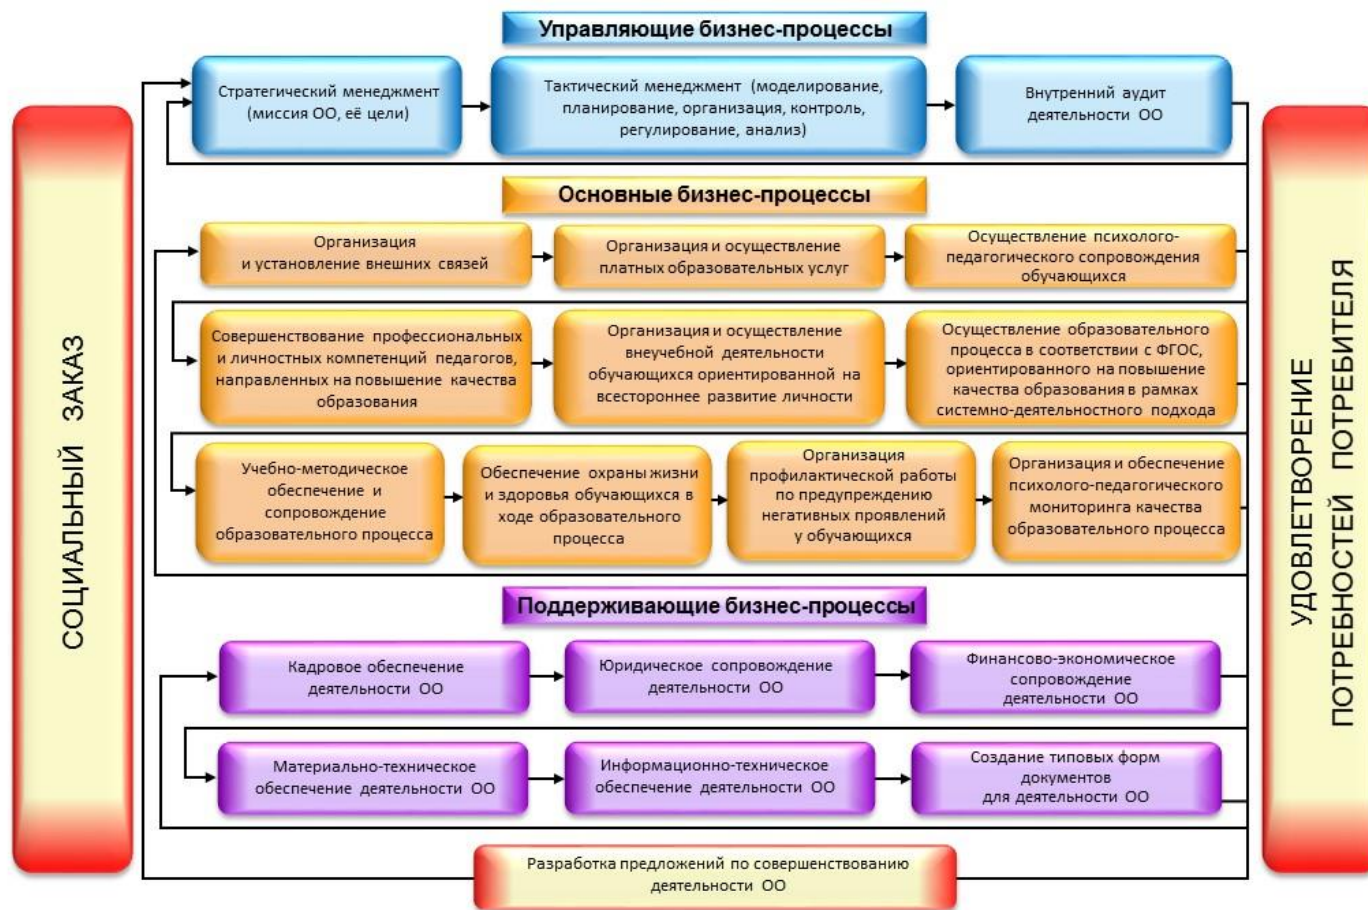 Управляющие бизнес-процессы
Стратегический менеджмент
(миссия ОО, её цели)
Тактический менеджмент (моделирование,
планирование, организация, контроль,
регулирование, анализ)
Внутренний аудит
деятельности ОО
СОЦИАЛЬНЫЙ ЗАКАЗ
Основные бизнес-процессы
Организация
и установление внешних связей
Организация и осуществление
платных образовательных услуг
Осуществление психолого-
педагогического сопровождения
обучающихся
Совершенствование профессиональных
и личностных компетенций педагогов,
направленных на повышение качества
образования
Организация и осуществление
внеучебной деятельности
обучающихся ориентированной на
всестороннее развитие личности
Осуществление образовательного
процесса в соответствии с ФГОС,
ориентированного на повышение
качества образования в рамках
системно-деятельностного подхода
Учебно-методическое
обеспечение и
сопровождение
образовательного процесса
Обеспечение охраны жизни
и здоровья обучающихся в
ходе образовательного
процесса
Организация
профилактической работы
по предупреждению
негативных проявлений
у обучающихся
Организация и обеспечение
психолого-педагогического
мониторинга качества
образовательного процесса
Поддерживающие бизнес-процессы
Кадровое обеспечение
деятельности ОО
Юридическое сопровождение
деятельности ОО
Финансово-экономическое
сопровождение
деятельности ОО
Материально-техническое
обеспечение деятельности ОО
Информационно-техническое
обеспечение деятельности ОО
Создание типовых форм
документов
для деятельности ОО
Разработка предложений по совершенствованию
деятельности ОО
УДОВЛЕТВОРЕНИЕ
ПОТРЕБНОСТЕЙ ПОТРЕБИТЕЛЯ